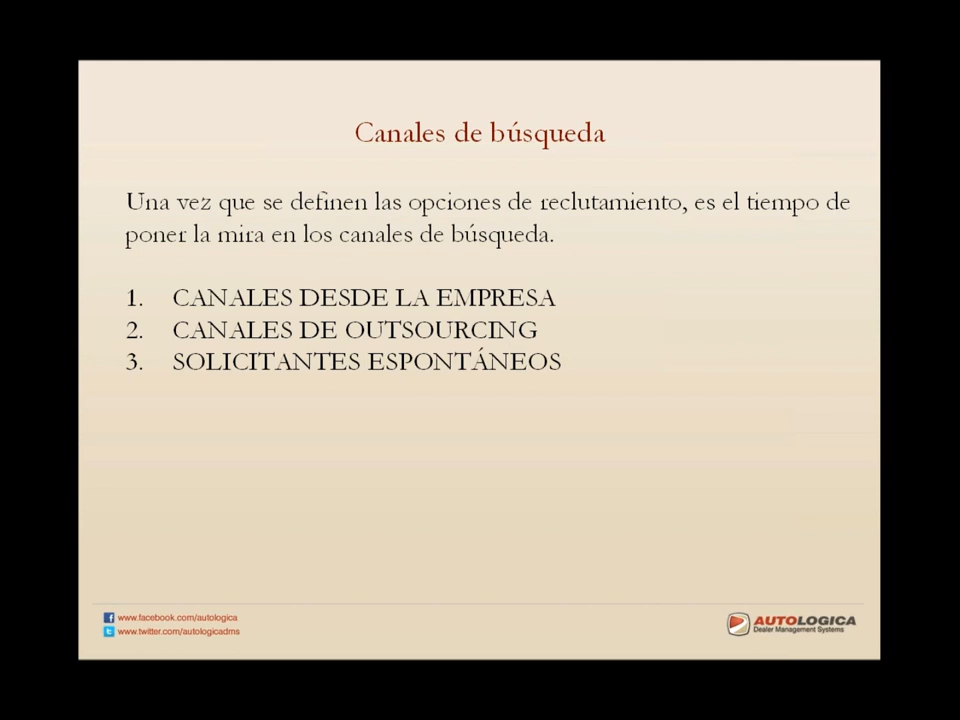 Canales de búsqueda
Una vez que se definen las opciones de reclutamiento, es el tiempo de
poner la mira en los canales de búsqueda.
1. CANALES DESDE LA EMPRESA
2. CANALES DE OUTSOURCING
3. SOLICITANTES ESPONTÁNEOS
www.facebook.com/autologica
www.twitter.com/autologicadms
AUTOLOGICA
Dealer Management Systems